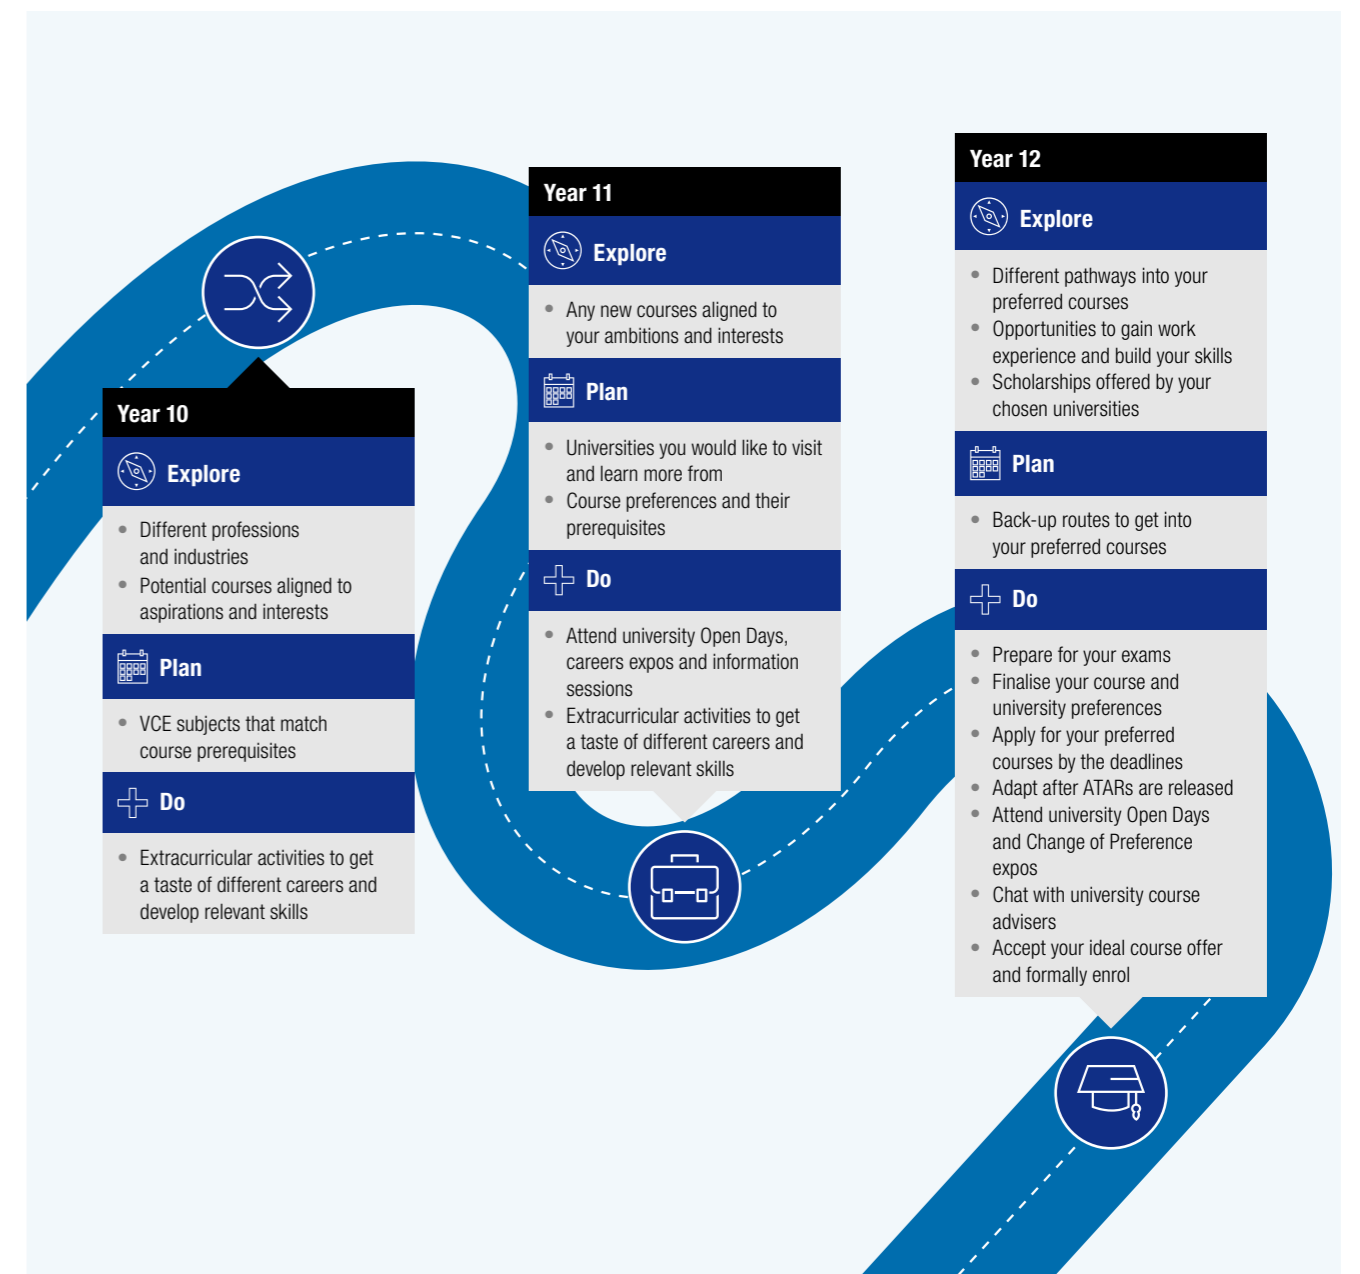 Year 10
Explore
• Different professions
and industries
• Potential courses aligned to
aspirations and interests
Plan
• VCE subjects that match
course prerequisites
Do
• Extracurricular activities to get
a taste of different careers and
develop relevant skills
Year 11
Explore
• Any new courses aligned to
your ambitions and interests
Plan
• Universities you would like to visit
and learn more from
• Course preferences and their
prerequisites
Do
• Attend university Open Days,
careers expos and information
sessions
• Extracurricular activities to get
a taste of different careers and
develop relevant skills
Year 12
Explore
• Different pathways into your
preferred courses
• Opportunities to gain work
experience and build your skills
• Scholarships offered by your
chosen universities
Plan
• Back-up routes to get into
your preferred courses
Do
• Prepare for your exams
• Finalise your course and
university preferences
• Apply for your preferred
courses by the deadlines
• Adapt after ATARs are released
• Attend university Open Days
and Change of Preference
expos
• Chat with university course
advisers
• Accept your ideal course offer
and formally enrol